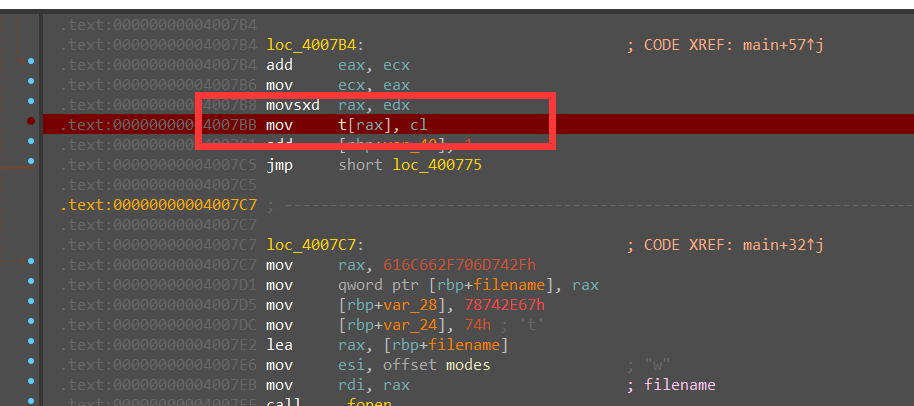 .text:00000000004007B4
.text:00000000004007B4 loc_4007B4: ; CODE XREF: main+57↑j
.text:00000000004007B4 add eax, ecx
.text:00000000004007B6 mov ecx, eax
.text:00000000004007B8 movsxd rax, edx
.text:00000000004007BB mov t[rax], cl
.text:00000000004007C1 add [rbp+var_40], 1
.text:00000000004007C5 jmp short loc_400775
.text:00000000004007C5
.text:00000000004007C7 ; ---------------------------------------------------------------------------
.text:00000000004007C7
.text:00000000004007C7 loc_4007C7: ; CODE XREF: main+32↑j
.text:00000000004007C7 mov rax, 616C662F706D742Fh
.text:00000000004007D1 mov qword ptr [rbp+filename], rax
.text:00000000004007D5 mov [rbp+var_28], 78742E67h
.text:00000000004007DC mov [rbp+var_24], 74h ; 't'
.text:00000000004007E2 lea rax, [rbp+filename]
.text:00000000004007E6 mov esi, offset modes ; "w"
.text:00000000004007EB mov rdi, rax ; filename
.text:00000000004007EE call _fopen